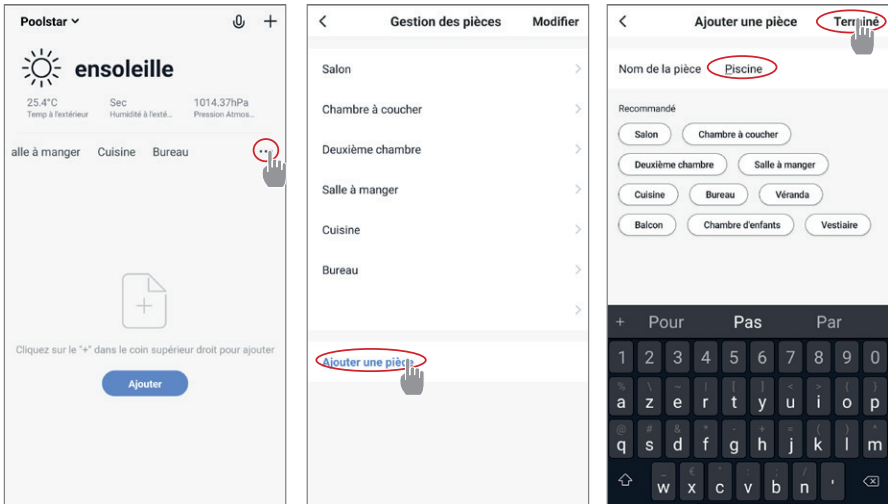 Poolstar
ensoleille
25.4°C Sec 1014.37hPa
Temp à l'extérieur Humidité à l'exté... Pression Atmos...
alle à manger Cuisine Bureau ...
Cliquez sur le "+" dans le coin supérieur droit pour ajouter
Ajouter
Gestion des pièces Modifier
Salon
Chambre à coucher
Deuxième chambre
Salle à manger
Cuisine
Bureau
Ajouter une pièce
Ajouter une pièce Terminé
Nom de la pièce Piscine
Recommandé
Salon Chambre à coucher
Deuxième chambre Salle à manger
Cuisine Bureau Véranda
Balcon Chambre d'enfants Vestiaire
+ Pour Pas Par
1 2 3 4 5 6 7 8 9 0
a z e r t y u i o p
q s d f g h j k l m
w x c v b n '